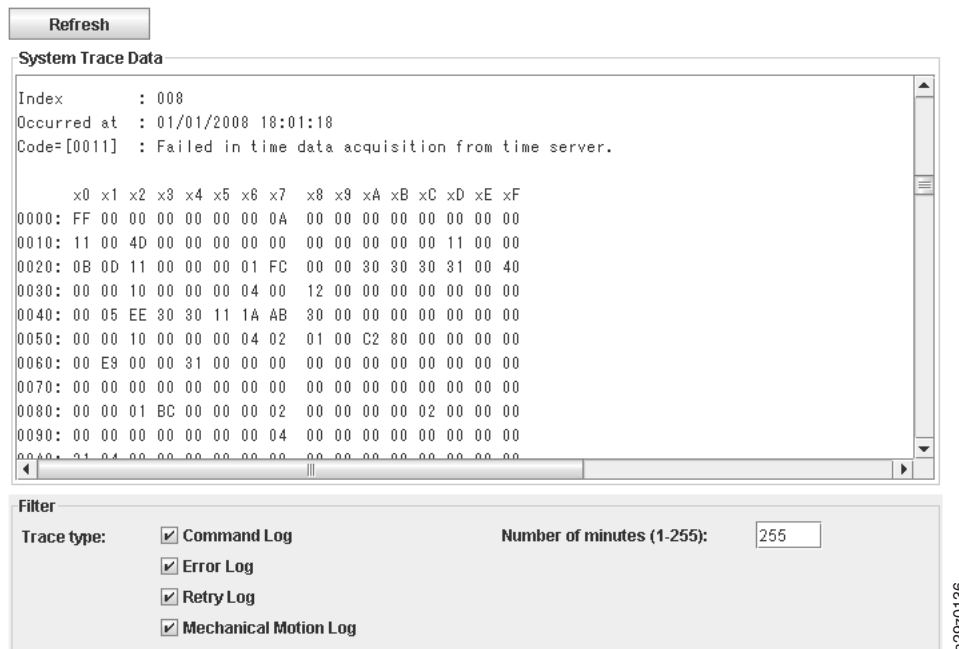 Refresh
System Trace Data
Index : 008
Occurred at : 01/01/2008 18:01:18
Code=[0011] : Failed in time data acquisition from time server.
x0 x1 x2 x3 x4 x5 x6 x7 x8 x9 xA xB xC xD xE xF
0000: FF 00 00 00 00 00 00 0A 00 00 00 00 00 00 00 00
0010: 11 00 4D 00 00 00 00 00 00 00 00 00 00 11 00 00
0020: 0B 0D 11 00 00 00 01 FC 00 00 30 30 30 31 00 40
0030: 00 00 10 00 00 00 04 00 12 00 00 00 00 00 00 00
0040: 00 05 EE 30 30 11 1A AB 30 00 00 00 00 00 00 00
0050: 00 00 10 00 00 00 04 02 01 00 C2 80 00 00 00 00
0060: 00 E9 00 00 31 00 00 00 00 00 00 00 00 00 00 00
0070: 00 00 00 00 00 00 00 00 00 00 00 00 00 00 00 00
0080: 00 00 01 BC 00 00 00 02 00 00 00 00 02 00 00 00
0090: 00 00 00 00 00 00 00 04 00 00 00 00 00 00 00 00
Filter
Trace type:
Command Log
Number of minutes (1-255): 255
Error Log
Retry Log
Mechanical Motion Log